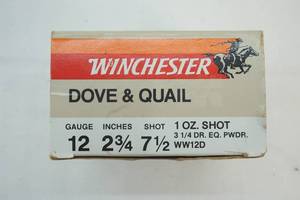 WINCHESTER
DOVE & QUAIL
GAUGE INCHES SHOT 1 OZ. SHOT
12 2¾ 7½ 3 1/4 DR. EQ. PWDR.
WW12D